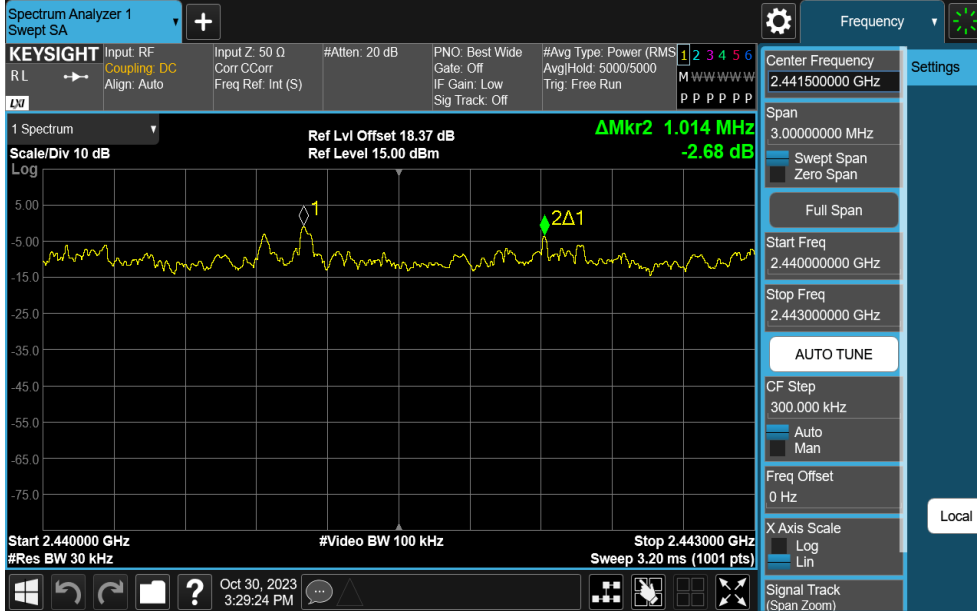 Spectrum Analyzer 1
Swept SA
Frequency
KEYSIGHT
R L
LXI
Input: RF
Coupling: DC
Align: Auto
Input Z: 50 Ω
Corr CCorr
Freq Ref: Int (S)
#Atten: 20 dB
PNO: Best Wide
Gate: Off
IF Gain: Low
Sig Track: Off
#Avg Type: Power (RMS
Avg|Hold: 5000/5000
Trig: Free Run
1 2 3 4 5 6
M W W W W W
P P P P P P
1 Spectrum
Scale/Div 10 dB
Log
Ref Lvl Offset 18.37 dB
Ref Level 15.00 dBm
ΔMkr2 1.014 MHz
-2.68 dB
5.00
-5.00
-15.0
-25.0
-35.0
-45.0
-55.0
-65.0
-75.0
1
2Δ1
Start 2.440000 GHz
#Res BW 30 kHz
#Video BW 100 kHz
Stop 2.443000 GHz
Sweep 3.20 ms (1001 pts)
Oct 30, 2023
3:29:24 PM
Center Frequency
2.441500000 GHz
Span
3.00000000 MHz
Swept Span
Zero Span
Full Span
Start Freq
2.440000000 GHz
Stop Freq
2.443000000 GHz
AUTO TUNE
CF Step
300.000 kHz
Auto
Man
Freq Offset
0 Hz
X Axis Scale
Log
Lin
Signal Track
(Span Zoom)
Settings
Local